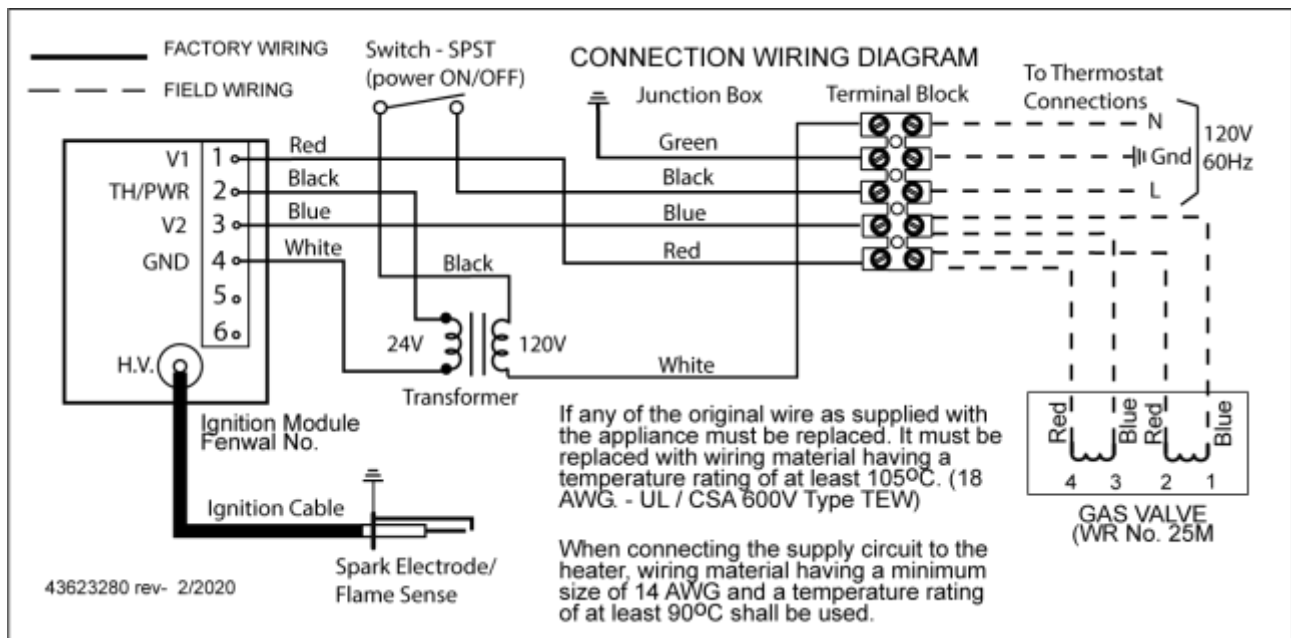 FACTORY WIRING
FIELD WIRING
Switch - SPST
(power ON/OFF)
CONNECTION WIRING DIAGRAM
Junction Box
Terminal Block
To Thermostat
Connections
N
Gnd
L
120V
60Hz
Green
Black
Blue
Red
V1
1
Red
TH/PWR
2
Black
V2
3
Blue
GND
4
White
5
6
H.V.
Black
24V
120V
Transformer
White
Ignition Module
Fenwal No.
Ignition Cable
Spark Electrode/
Flame Sense
If any of the original wire as supplied with
the appliance must be replaced. It must be
replaced with wiring material having a
temperature rating of at least 105ºC. (18
AWG. - UL / CSA 600V Type TEW)
When connecting the supply circuit to the
heater, wiring material having a minimum
size of 14 AWG and a temperature rating
of at least 90ºC shall be used.
Red
Blue
Red
Blue
4
3
2
1
GAS VALVE
(WR No. 25M
43623280 rev- 2/2020